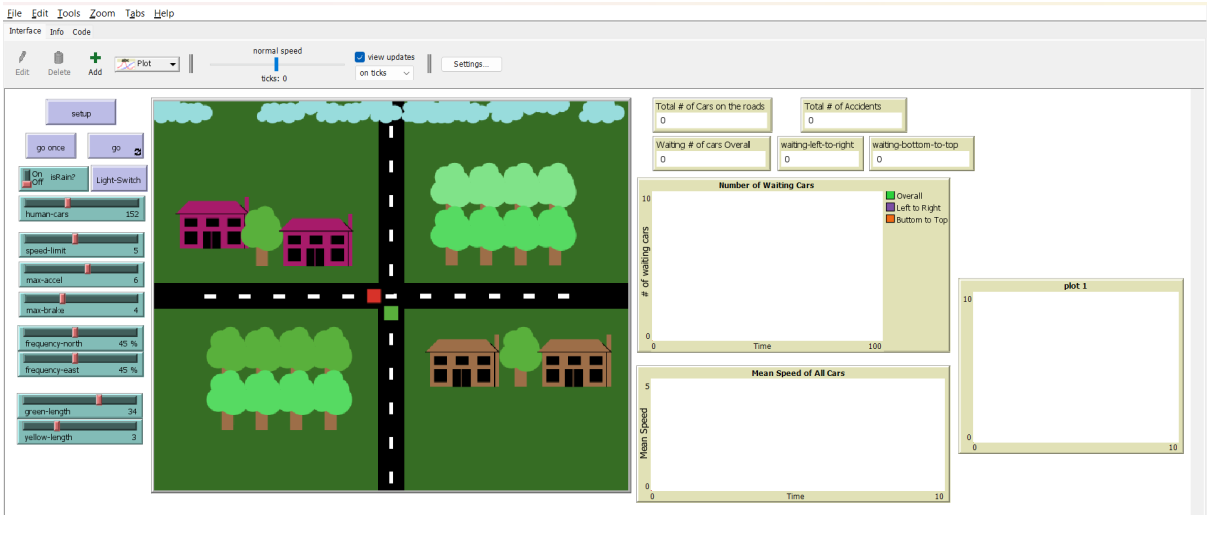 File Edit Tools Zoom Tabs Help
Interface Info Code
Edit Delete Add Plot normal speed ticks: 0 view updates on ticks Settings...
setup
go once go
On Off isRain? Light-Switch
human-cars 152
speed-limit 5
max-accel 6
max-brake 4
frequency-north 45 %
frequency-east 45 %
green-length 34
yellow-length 3
Total # of Cars on the roads
0
Total # of Accidents
0
Waiting # of cars Overall
0
waiting-left-to-right
0
waiting-bottom-to-top
0
Number of Waiting Cars
10
# of waiting cars
0
0 Time 100
Overall
Left to Right
Buttom to Top
Mean Speed of All Cars
5
Mean Speed
0
0 Time 10
plot 1
10
0
0 10